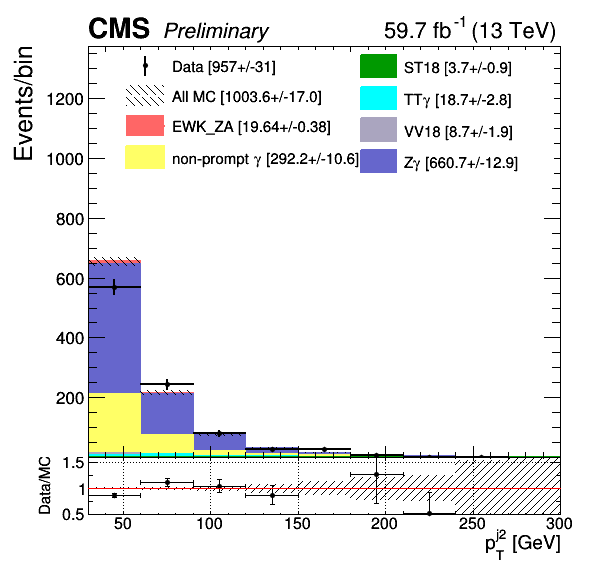 CMS Preliminary 59.7 fb⁻¹ (13 TeV)
Events/bin
Data [957+/-31]
All MC [1003.6+/-17.0]
EWK_ZA [19.64+/-0.38]
non-prompt γ [292.2+/-10.6]
ST18 [3.7+/-0.9]
TTγ [18.7+/-2.8]
VV18 [8.7+/-1.9]
Zγ [660.7+/-12.9]
1200
1000
800
600
400
200
Data/MC
1.5
1
0.5
50 100 150 200 250 300
p_T^{j2} [GeV]